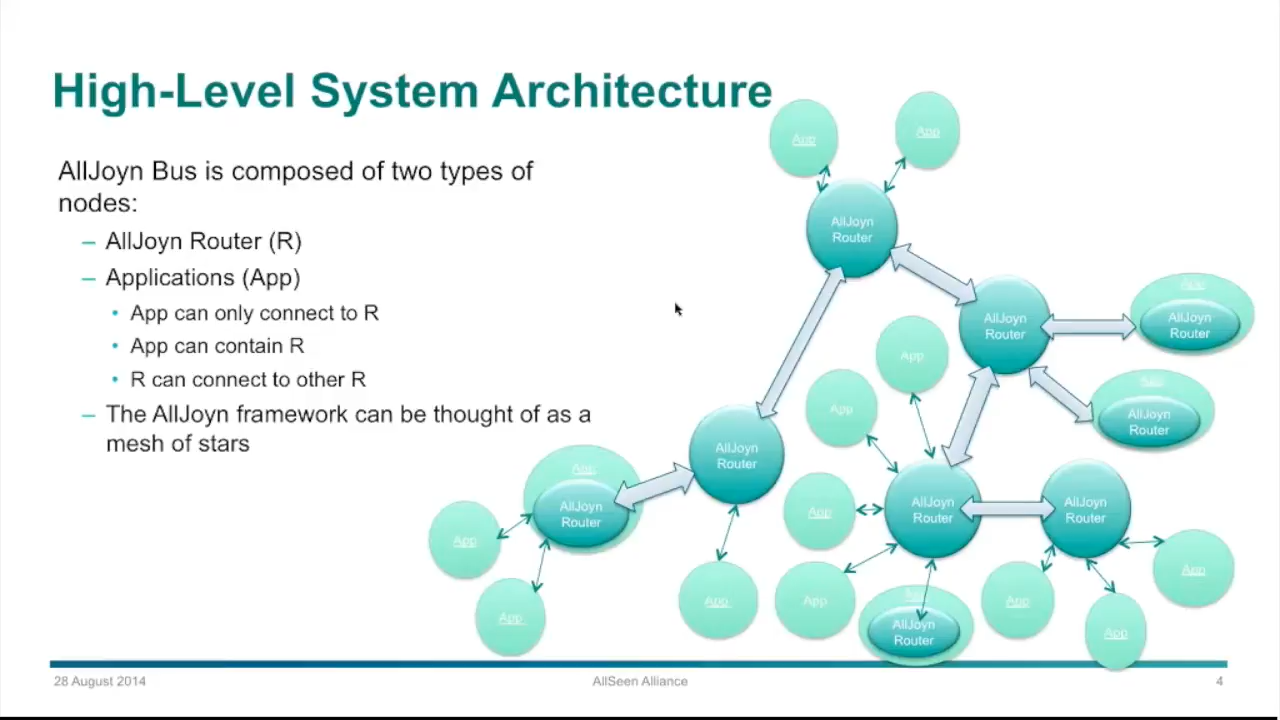 High-Level System Architecture
AllJoyn Bus is composed of two types of
nodes:
– AllJoyn Router (R)
– Applications (App)
• App can only connect to R
• App can contain R
• R can connect to other R
– The AllJoyn framework can be thought of as a
mesh of stars
App
App
AllJoyn
Router
App
AllJoyn
Router
AllJoyn
Router
App
App
AllJoyn
Router
App
AllJoyn
Router
App
AllJoyn
Router
App
App
AllJoyn
Router
AllJoyn
Router
App
App
App
App
App
AllJoyn
Router
App
App
App
28 August 2014
AllSeen Alliance
4